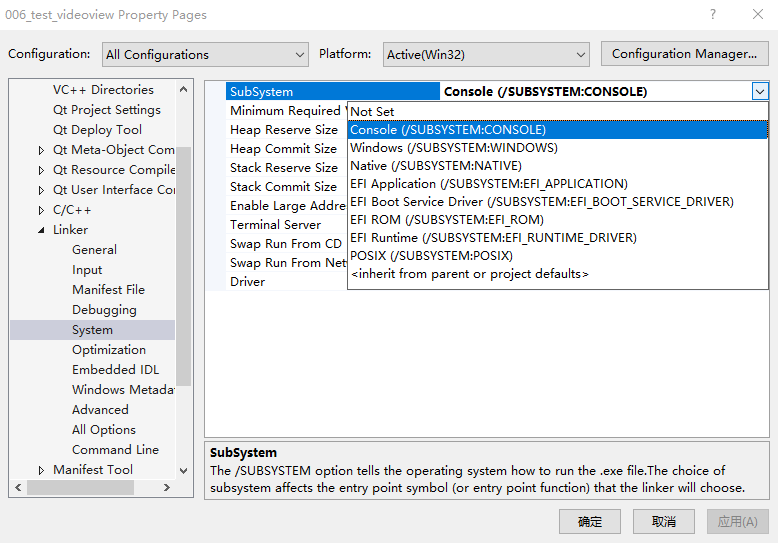 006_test_videoview Property Pages
Configuration: All Configurations Platform: Active(Win32) Configuration Manager...
VC++ Directories
Qt Project Settings
Qt Deploy Tool
Qt Meta-Object Com
Qt Resource Compile
Qt User Interface Co
C/C++
Linker
General
Input
Manifest File
Debugging
System
Optimization
Embedded IDL
Windows Metada
Advanced
All Options
Command Line
Manifest Tool
SubSystem Console (/SUBSYSTEM:CONSOLE)
Minimum Required
Heap Reserve Size
Heap Commit Size
Stack Reserve Size
Stack Commit Size
Enable Large Addre
Terminal Server
Swap Run From CD
Swap Run From Net
Driver
Not Set
Console (/SUBSYSTEM:CONSOLE)
Windows (/SUBSYSTEM:WINDOWS)
Native (/SUBSYSTEM:NATIVE)
EFI Application (/SUBSYSTEM:EFI_APPLICATION)
EFI Boot Service Driver (/SUBSYSTEM:EFI_BOOT_SERVICE_DRIVER)
EFI ROM (/SUBSYSTEM:EFI_ROM)
EFI Runtime (/SUBSYSTEM:EFI_RUNTIME_DRIVER)
POSIX (/SUBSYSTEM:POSIX)
<inherit from parent or project defaults>
SubSystem
The /SUBSYSTEM option tells the operating system how to run the .exe file.The choice of
subsystem affects the entry point symbol (or entry point function) that the linker will choose.
确定 取消 应用(A)